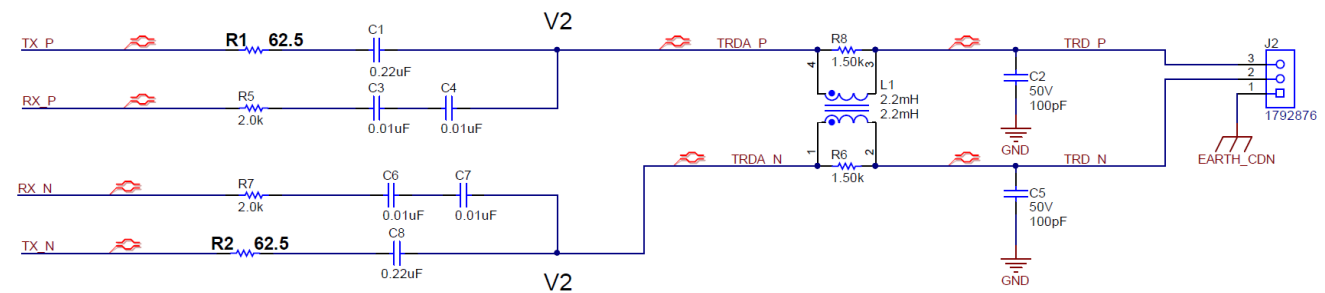 V2
TX_P
R1 62.5
C1
0.22uF
TRDA_P
R8
1.50k
4
3
TRD_P
J2
3
2
1
1792876
RX_P
R5
2.0k
C3
0.01uF
C4
0.01uF
L1
2.2mH
2.2mH
C2
50V
100pF
GND
EARTH_CDN
TRDA_N
1
2
R6
1.50k
TRD_N
RX_N
R7
2.0k
C6
0.01uF
C7
0.01uF
C5
50V
100pF
GND
TX_N
R2 62.5
C8
0.22uF
V2